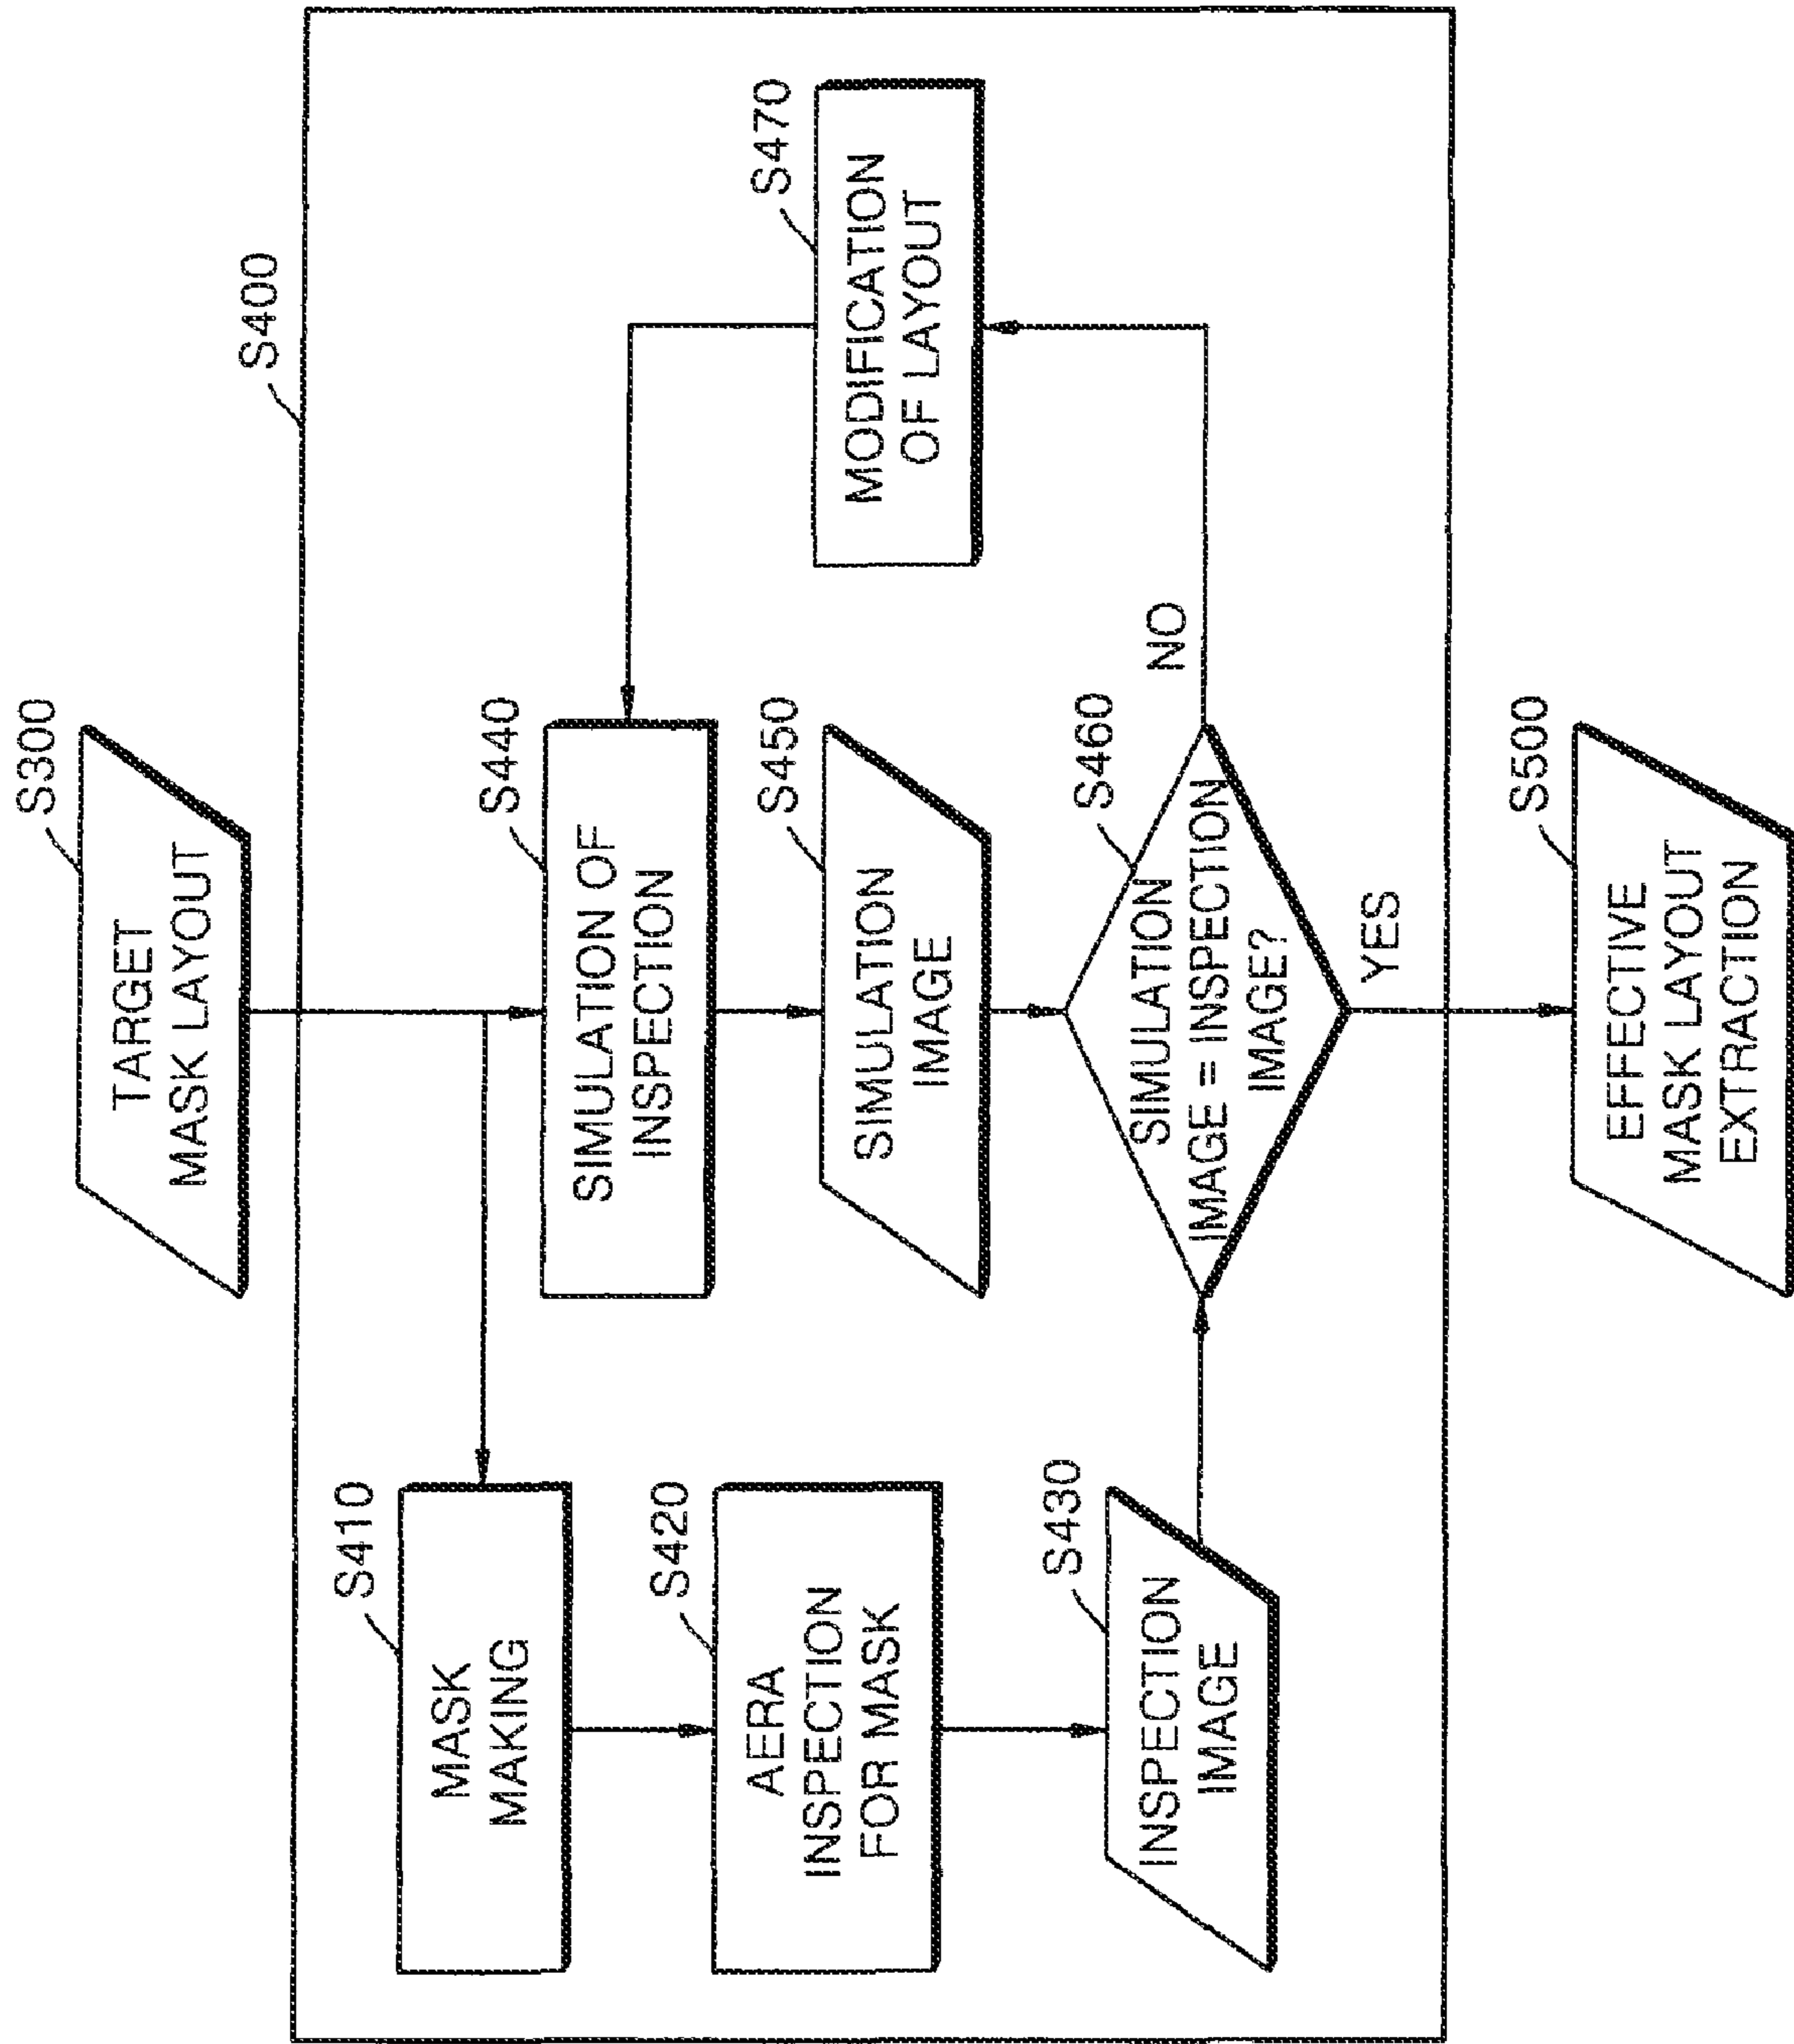 S300
TARGET
MASK LAYOUT
S400
S410
MASK
MAKING
S420
AERA
INSPECTION
FOR MASK
S430
INSPECTION
IMAGE
S440
SIMULATION OF
INSPECTION
S450
SIMULATION
IMAGE
S460
SIMULATION
IMAGE = INSPECTION
IMAGE?
NO
YES
S470
MODIFICATION
OF LAYOUT
S500
EFFECTIVE
MASK LAYOUT
EXTRACTION